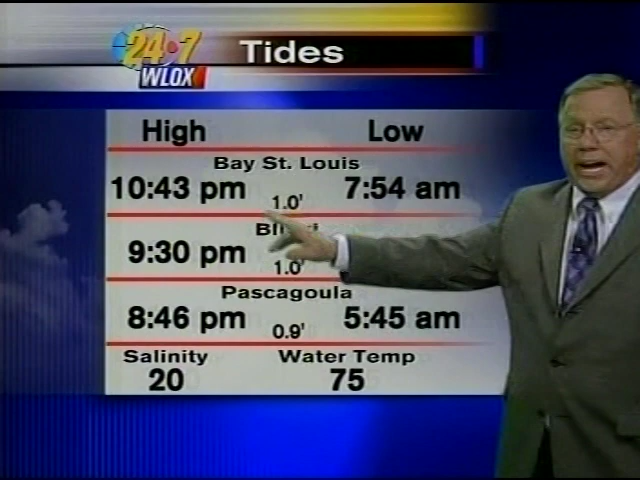 24·7
WLOX
Tides
High Low
Bay St. Louis
10:43 pm 1.0' 7:54 am
9:30 pm 1.0'
Pascagoula
8:46 pm 0.9' 5:45 am
Salinity Water Temp
20 75